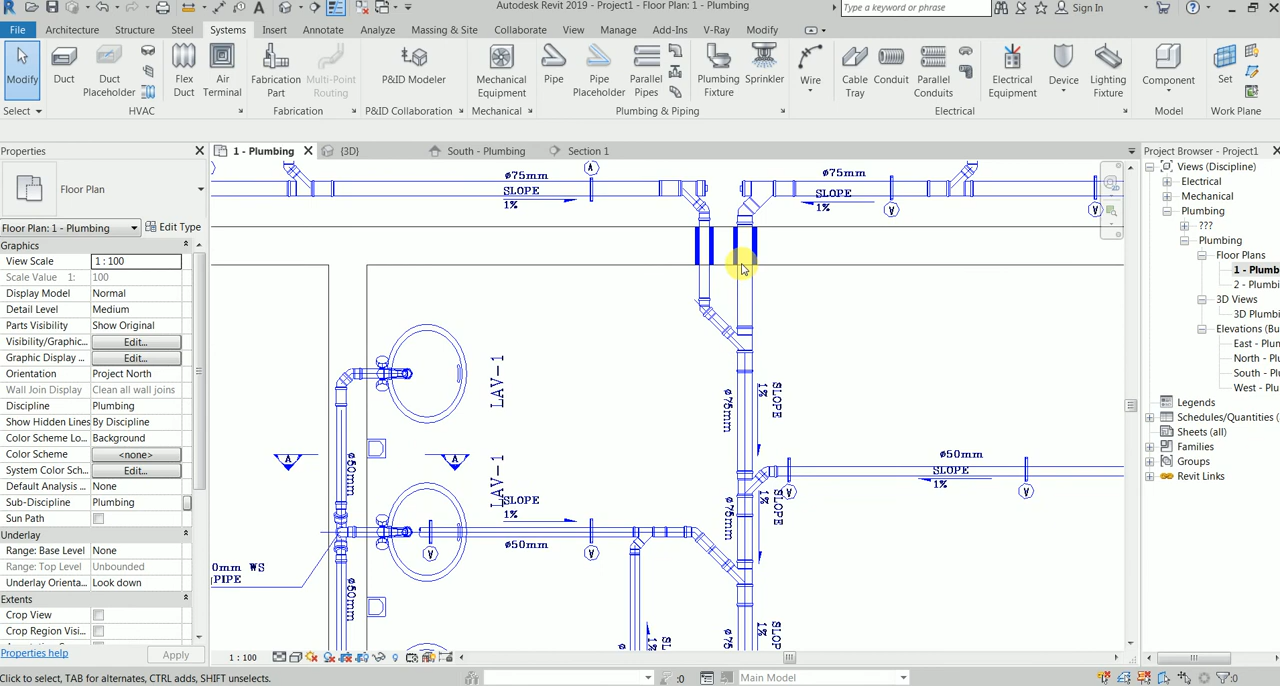 Autodesk Revit 2019 - Project1 - Floor Plan: 1 - Plumbing
Type a keyword or phrase
Sign In
File Architecture Structure Steel Systems Insert Annotate Analyze Massing & Site Collaborate View Manage Add-Ins V-Ray Modify
Modify
Duct
Duct Placeholder
Flex Duct
Air Terminal
Fabrication Part
Multi-Point Routing
P&ID Modeler
Mechanical Equipment
Pipe
Pipe Placeholder
Parallel Pipes
Plumbing Fixture
Sprinkler
Wire
Cable Tray
Conduit
Parallel Conduits
Electrical Equipment
Device
Lighting Fixture
Component
Set
Select
HVAC
Fabrication
P&ID Collaboration
Mechanical
Plumbing & Piping
Electrical
Model
Work Plane
Properties
Floor Plan
Floor Plan: 1 - Plumbing
Edit Type
Graphics
View Scale 1 : 100
Scale Value 1: 100
Display Model Normal
Detail Level Medium
Parts Visibility Show Original
Visibility/Graphic... Edit...
Graphic Display ... Edit...
Orientation Project North
Wall Join Display Clean all wall joins
Discipline Plumbing
Show Hidden Lines By Discipline
Color Scheme Lo... Background
Color Scheme <none>
System Color Sch... Edit...
Default Analysis ... None
Sub-Discipline Plumbing
Sun Path
Underlay
Range: Base Level None
Range: Top Level Unbounded
Underlay Orienta... Look down
Extents
Crop View
Crop Region Visi...
Properties help
Apply
1 - Plumbing
{3D}
South - Plumbing
Section 1
ø75mm
SLOPE
1%
A
ø75mm
SLOPE
1%
V
V
LAV-1
LAV-1
A
A
ø50mm
SLOPE
1%
ø50mm
V
V
0mm WS
PIPE
ø50mm
ø75mm
1%
SLOPE
ø75mm
1%
SLOPE
ø50mm
SLOPE
1%
V
V
ø75
1%
SLOP
1%
SL
1 : 100
Project Browser - Project1
Views (Discipline)
Electrical
Mechanical
Plumbing
???
Plumbing
Floor Plans
1 - Plumb
2 - Plumbi
3D Views
3D Plumbi
Elevations (Bui
East - Plun
North - Plu
South - Plu
West - Plu
Legends
Schedules/Quantities (
Sheets (all)
Families
Groups
Revit Links
Click to select, TAB for alternates, CTRL adds, SHIFT unselects.
:0
Main Model
:0